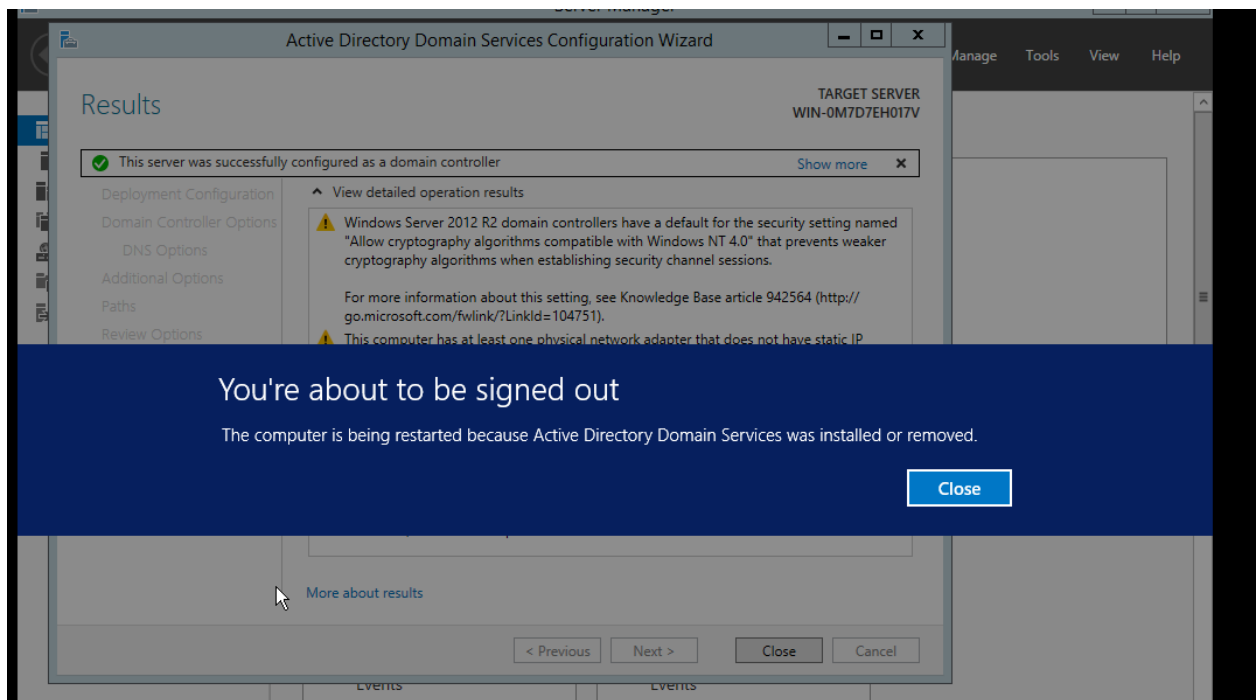 Server Manager
Active Directory Domain Services Configuration Wizard
Manage Tools View Help
Results
TARGET SERVER
WIN-0M7D7EH017V
This server was successfully configured as a domain controller
Show more
Deployment Configuration
Domain Controller Options
DNS Options
Additional Options
Paths
Review Options
View detailed operation results
Windows Server 2012 R2 domain controllers have a default for the security setting named
"Allow cryptography algorithms compatible with Windows NT 4.0" that prevents weaker
cryptography algorithms when establishing security channel sessions.
For more information about this setting, see Knowledge Base article 942564 (http://
go.microsoft.com/fwlink/?LinkId=104751).
This computer has at least one physical network adapter that does not have static IP
You're about to be signed out
The computer is being restarted because Active Directory Domain Services was installed or removed.
Close
More about results
< Previous Next > Close Cancel
Events Events